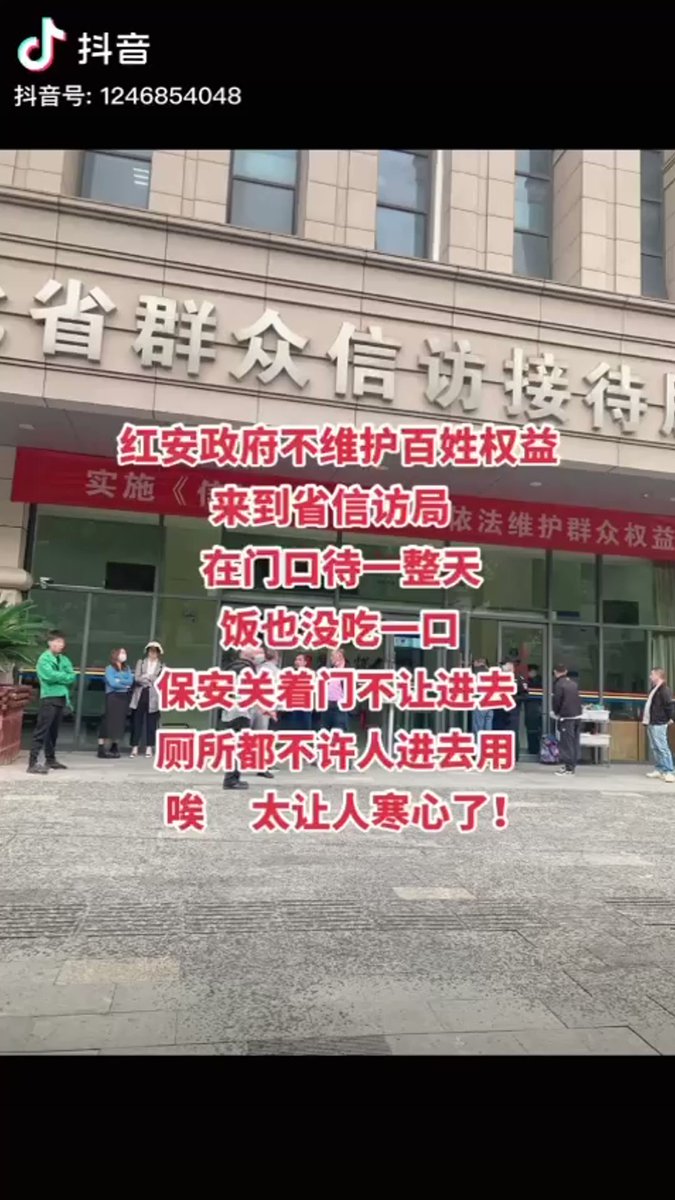 抖音
抖音号: 1246854048
省群众信访接待
红安政府不维护百姓权益
实施《信
依法维护群众权益
来到省信访局
在门口待一整天
饭也没吃一口
保安关着门不让进去
厕所都不许人进去用
唉 太让人寒心了!